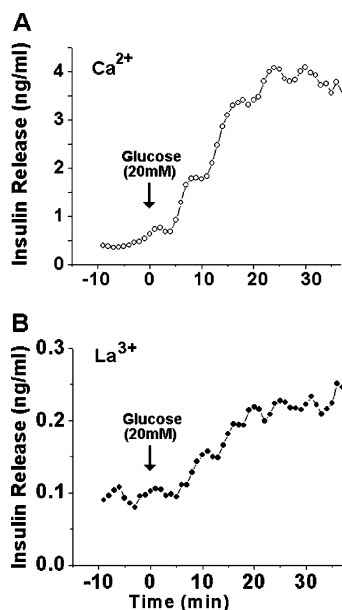 A
Ca2+
Insulin Release (ng/ml)
4
3
2
1
0
Glucose
(20mM)
-10 0 10 20 30
B
La3+
Insulin Release (ng/ml)
0.3
0.2
0.1
0.0
Glucose
(20mM)
-10 0 10 20 30
Time (min)